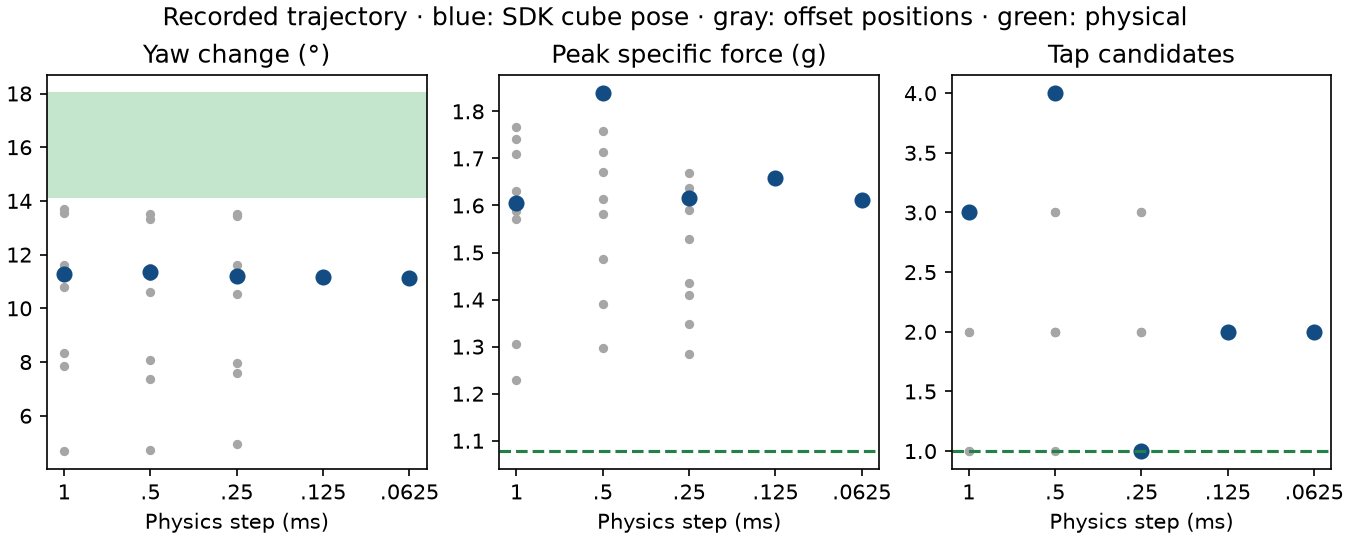 Recorded trajectory · blue: SDK cube pose · gray: offset positions · green: physical
Yaw change (°)
18
16
14
12
10
8
6
1 .5 .25 .125 .0625
Physics step (ms)
Peak specific force (g)
1.8
1.7
1.6
1.5
1.4
1.3
1.2
1.1
1 .5 .25 .125 .0625
Physics step (ms)
Tap candidates
4.0
3.5
3.0
2.5
2.0
1.5
1.0
1 .5 .25 .125 .0625
Physics step (ms)